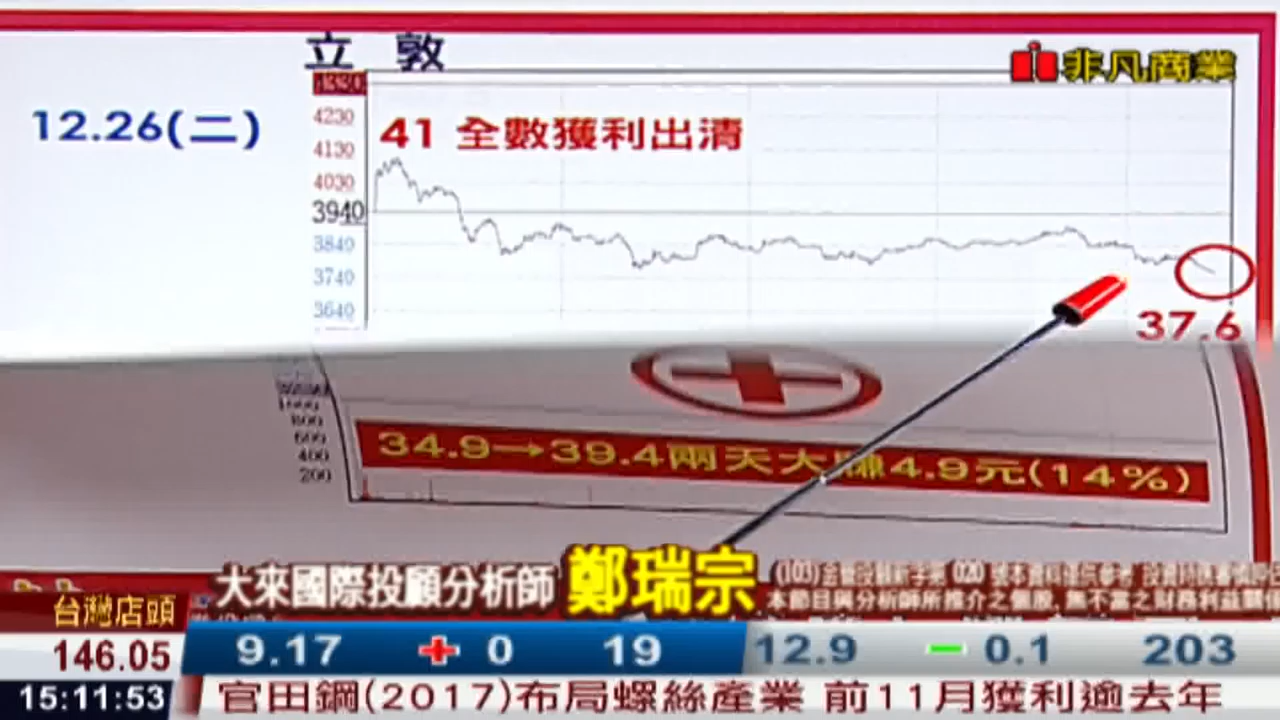 立 敦
非凡商業
12.26(二)
41 全數獲利出清
4230
4130
4030
3940
3840
3740
3640
37.6
800
600
400
200
34.9→39.4兩天大賺4.9元(14%)
大來國際投顧分析師 鄭瑞宗
本節目與分析師所推介之個股,無不當之財務利益關係
台灣店頭
146.05
9.17 + 0 19 12.9 - 0.1 203
15:11:53
官田鋼(2017)布局螺絲產業 前11月獲利逾去年